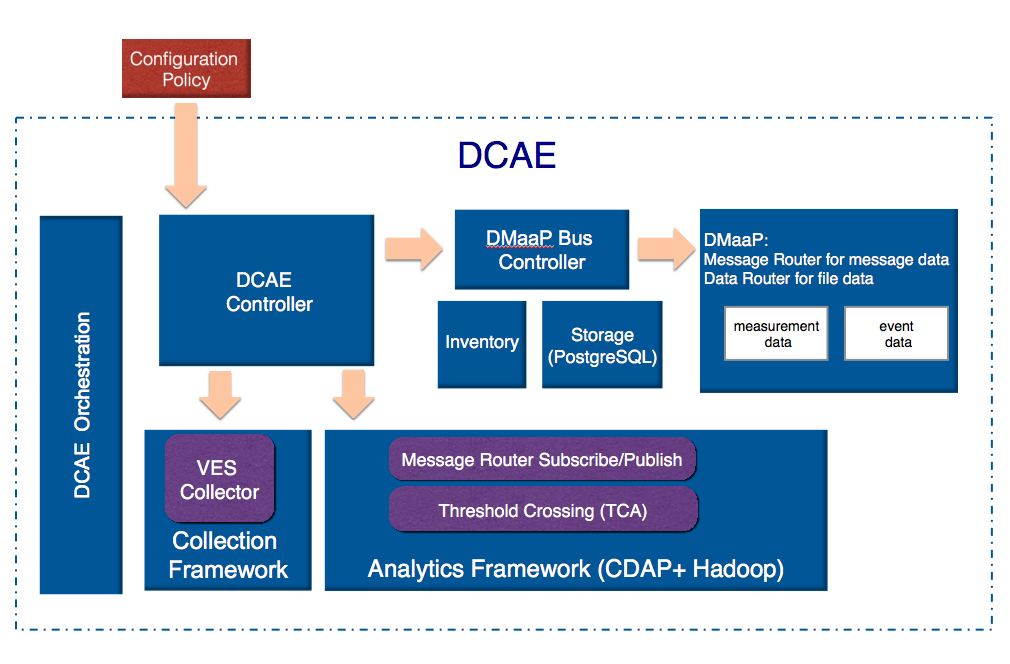 Configuration
Policy
DCAE
DCAE Orchestration
DCAE
Controller
DMaaP Bus
Controller
DMaaP:
Message Router for message data
Data Router for file data
measurement
data
event
data
Inventory
Storage
(PostgreSQL)
VES
Collector
Collection
Framework
Message Router Subscribe/Publish
Threshold Crossing (TCA)
Analytics Framework (CDAP+ Hadoop)